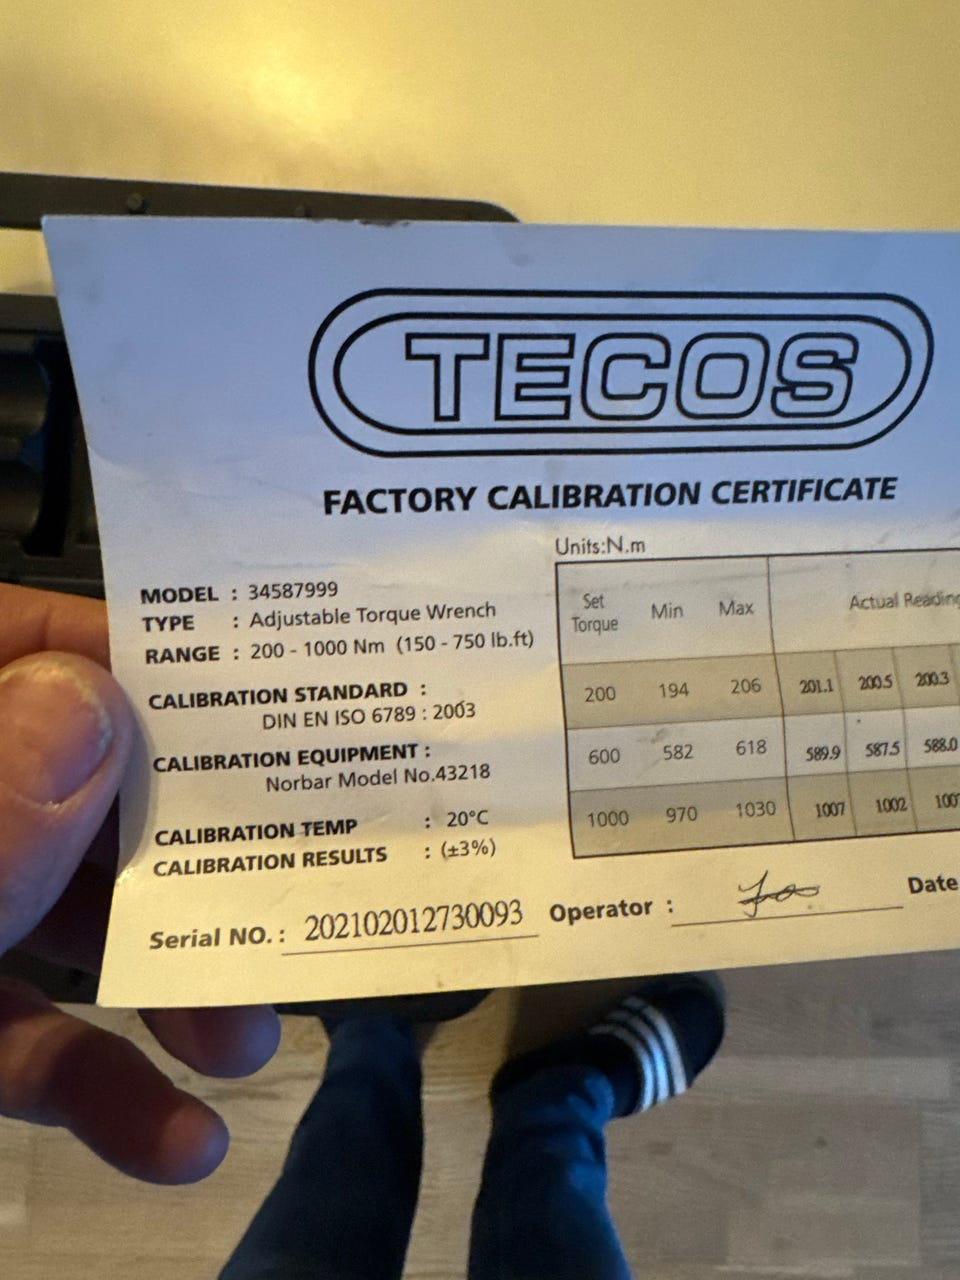 TECOS
FACTORY CALIBRATION CERTIFICATE
MODEL : 34587999
TYPE : Adjustable Torque Wrench
RANGE : 200 - 1000 Nm (150 - 750 lb.ft)
CALIBRATION STANDARD :
DIN EN ISO 6789 : 2003
CALIBRATION EQUIPMENT :
Norbar Model No.43218
CALIBRATION TEMP : 20°C
CALIBRATION RESULTS : (±3%)
Units:N.m
Set Torque Min Max Actual Reading
200 194 206 201.1 200.5 200.3
600 582 618 589.9 587.5 588.0
1000 970 1030 1007 1002
Serial NO. : 202102012730093 Operator : Date